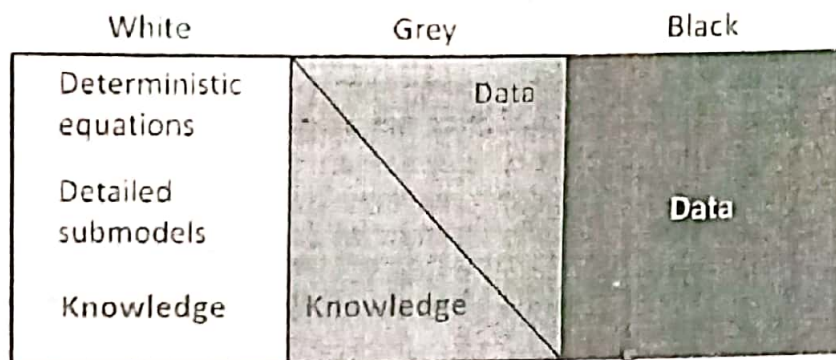 White Grey Black
Deterministic
equations
Data
Detailed
submodels
Data
Knowledge
Knowledge